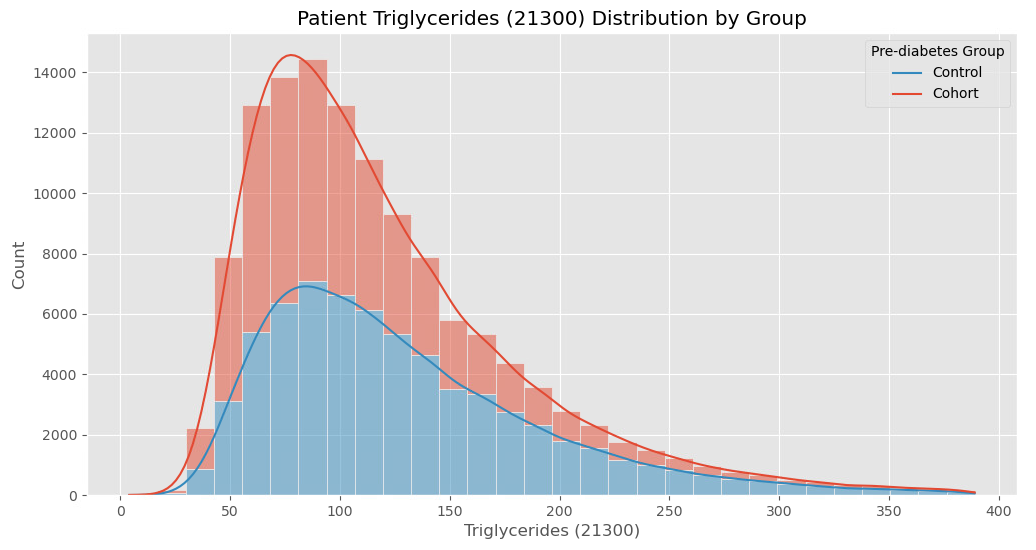 Patient Triglycerides (21300) Distribution by Group
Pre-diabetes Group
Control
Cohort
Count
14000
12000
10000
8000
6000
4000
2000
0
0 50 100 150 200 250 300 350 400
Triglycerides (21300)